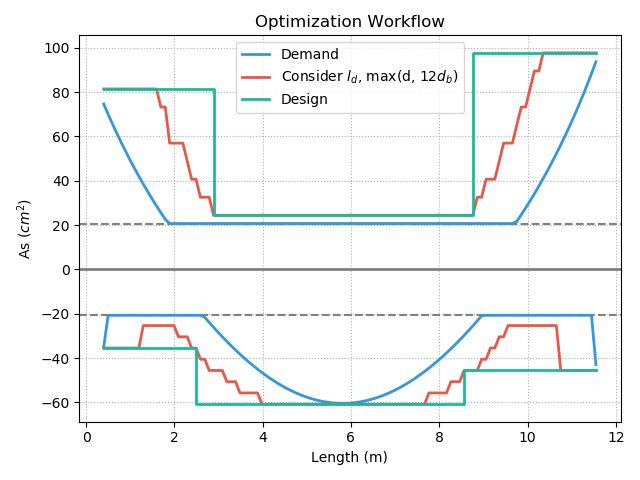 Optimization Workflow
Demand
Consider $l_d$, max(d, 12$d_b$)
Design
As ($cm^2$)
100
80
60
40
20
0
−20
−40
−60
0 2 4 6 8 10 12
Length (m)